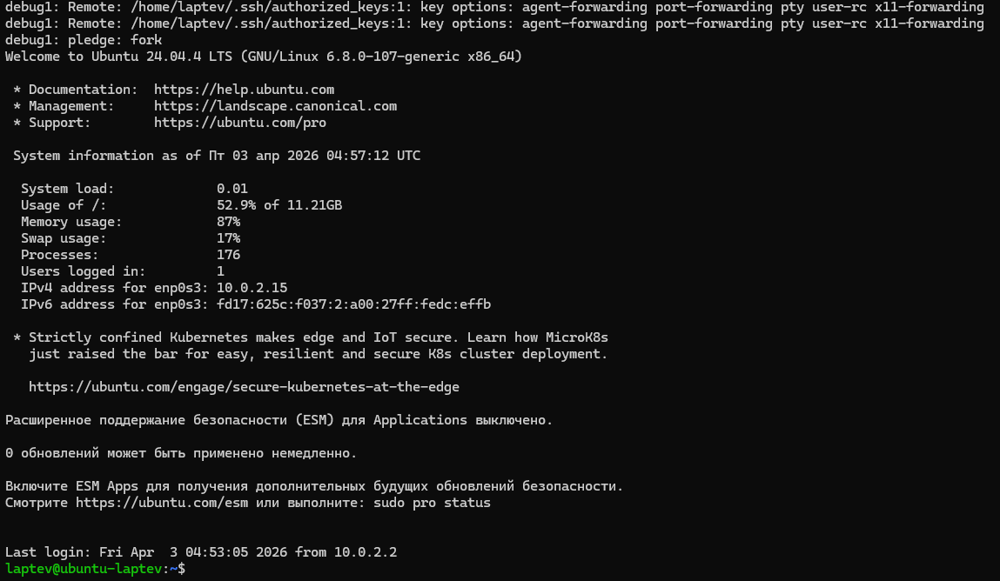 debug1: Remote: /home/laptev/.ssh/authorized_keys:1: key options: agent-forwarding port-forwarding pty user-rc x11-forwarding
debug1: Remote: /home/laptev/.ssh/authorized_keys:1: key options: agent-forwarding port-forwarding pty user-rc x11-forwarding
debug1: pledge: fork
Welcome to Ubuntu 24.04.4 LTS (GNU/Linux 6.8.0-107-generic x86_64)
* Documentation:  https://help.ubuntu.com
* Management:     https://landscape.canonical.com
* Support:        https://ubuntu.com/pro
System information as of Пт 03 апр 2026 04:57:12 UTC
System load:             0.01
Usage of /:              52.9% of 11.21GB
Memory usage:            87%
Swap usage:              17%
Processes:               176
Users logged in:         1
IPv4 address for enp0s3: 10.0.2.15
IPv6 address for enp0s3: fd17:625c:f037:2:a00:27ff:fedc:effb
* Strictly confined Kubernetes makes edge and IoT secure. Learn how MicroK8s
just raised the bar for easy, resilient and secure K8s cluster deployment.
https://ubuntu.com/engage/secure-kubernetes-at-the-edge
Расширенное поддержание безопасности (ESM) для Applications выключено.
0 обновлений может быть применено немедленно.
Включите ESM Apps для получения дополнительных будущих обновлений безопасности.
Смотрите https://ubuntu.com/esm или выполните: sudo pro status
Last login: Fri Apr  3 04:53:05 2026 from 10.0.2.2
laptev@ubuntu-laptev:~$